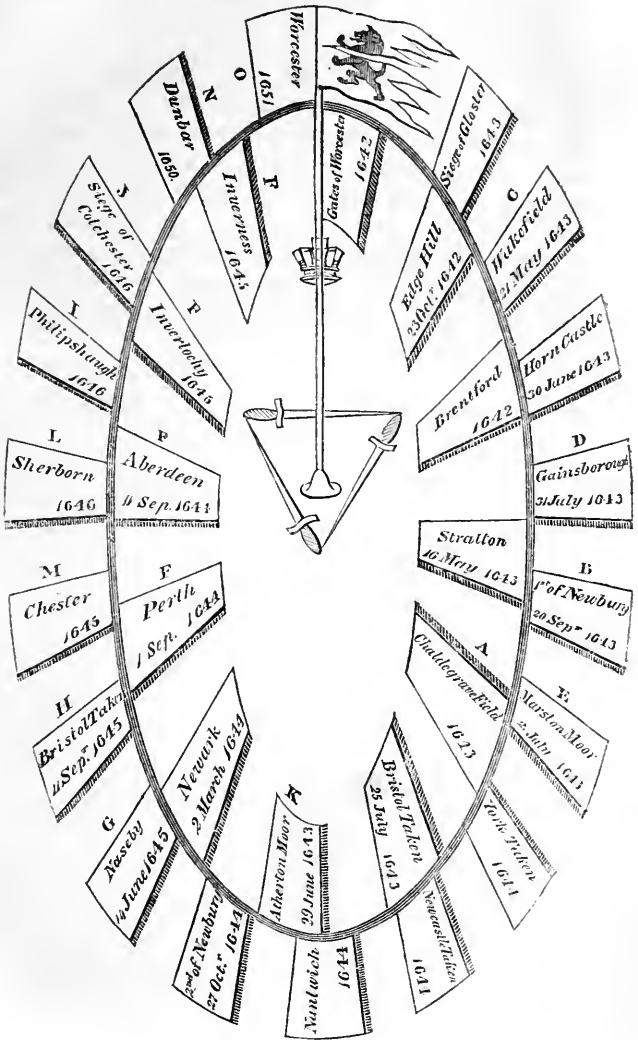 O
Worcester
1651
Gates of Worcester
1642
Siege of Gloster
1643
Edge Hill
23 Octr. 1642
C
Wakefield
21 May 1643
Horn Castle
30 June 1643
Brentford
1642
D
Gainsborough
31 July 1643
Stratton
16 May 1643
B
1st of Newbury
20 Sepr. 1643
A
Chaldegrave Field
1643
E
Marston Moor
2 July 1643
York Taken
1644
Bristol Taken
25 July 1643
Newcastle Taken
1644
K
Atherton Moor
29 June 1643
Nantwich
1644
2nd of Newbury
27 Octr. 1644
Newark
2 March 1644
G
Naseby
14 June 1645
H
Bristol Taken
11 Sepr. 1645
F
Perth
1 Sep. 1644
M
Chester
1645
F
Aberdeen
11 Sep. 1644
L
Sherborn
1646
I
Philipshaugh
1646
F
Inverlochy
1645
J
Siege of
Colchester
1646
F
Inverness
1645
N
Dunbar
1650.